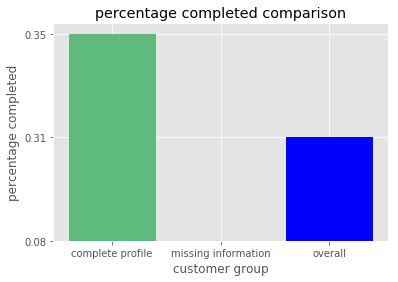 percentage completed comparison
percentage completed
0.35
0.31
0.08
complete profile
missing information
overall
customer group